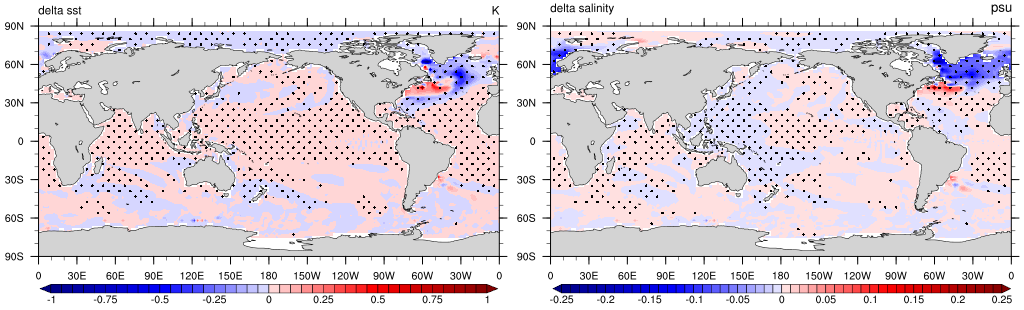 delta sst K
delta salinity psu
90N
60N
30N
0
30S
60S
90S
0 30E 60E 90E 120E 150E 180 150W 120W 90W 60W 30W 0
-1 -0.75 -0.5 -0.25 0 0.25 0.5 0.75 1
90N
60N
30N
0
30S
60S
90S
0 30E 60E 90E 120E 150E 180 150W 120W 90W 60W 30W 0
-0.25 -0.2 -0.15 -0.1 -0.05 0 0.05 0.1 0.15 0.2 0.25